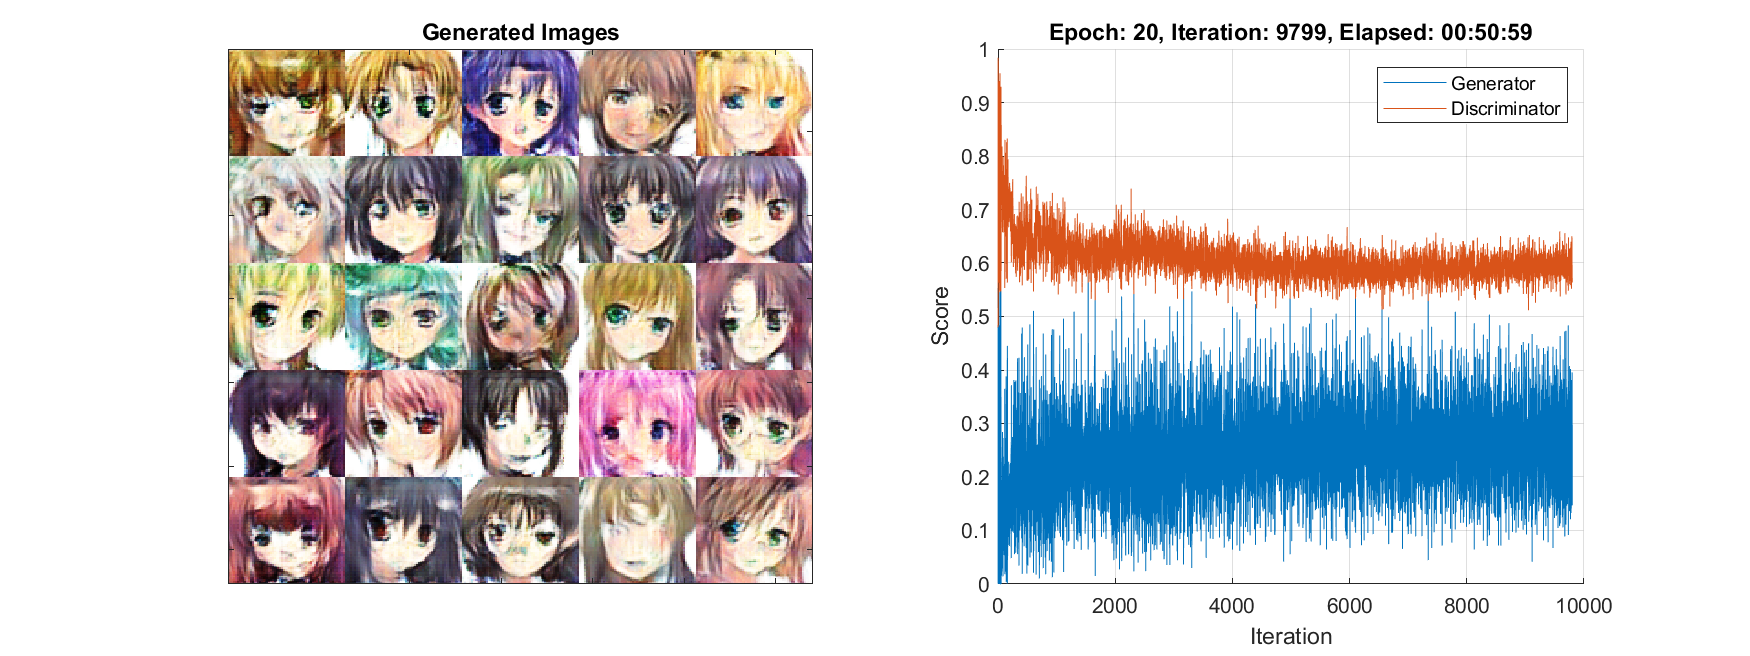 Generated Images
Epoch: 20, Iteration: 9799, Elapsed: 00:50:59
Generator
Discriminator
1
0.9
0.8
0.7
0.6
0.5
0.4
0.3
0.2
0.1
0
Score
0
2000
4000
6000
8000
10000
Iteration